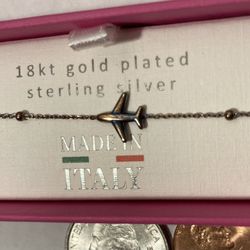 18kt gold plated
sterling silver
MADE IN
ITALY